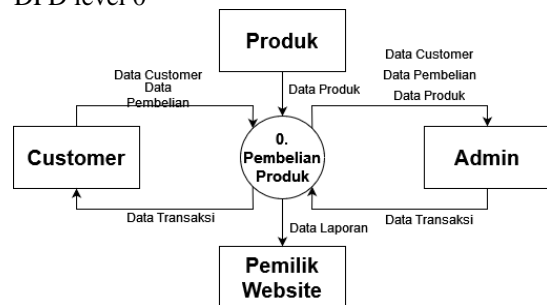 DFD level 0
Produk
Data Customer
Data Pembelian
Data Produk
Data Customer
Data
Pembelian
Data Produk
Customer
0.
Pembelian
Produk
Admin
Data Transaksi
Data Transaksi
Data Laporan
Pemilik
Website